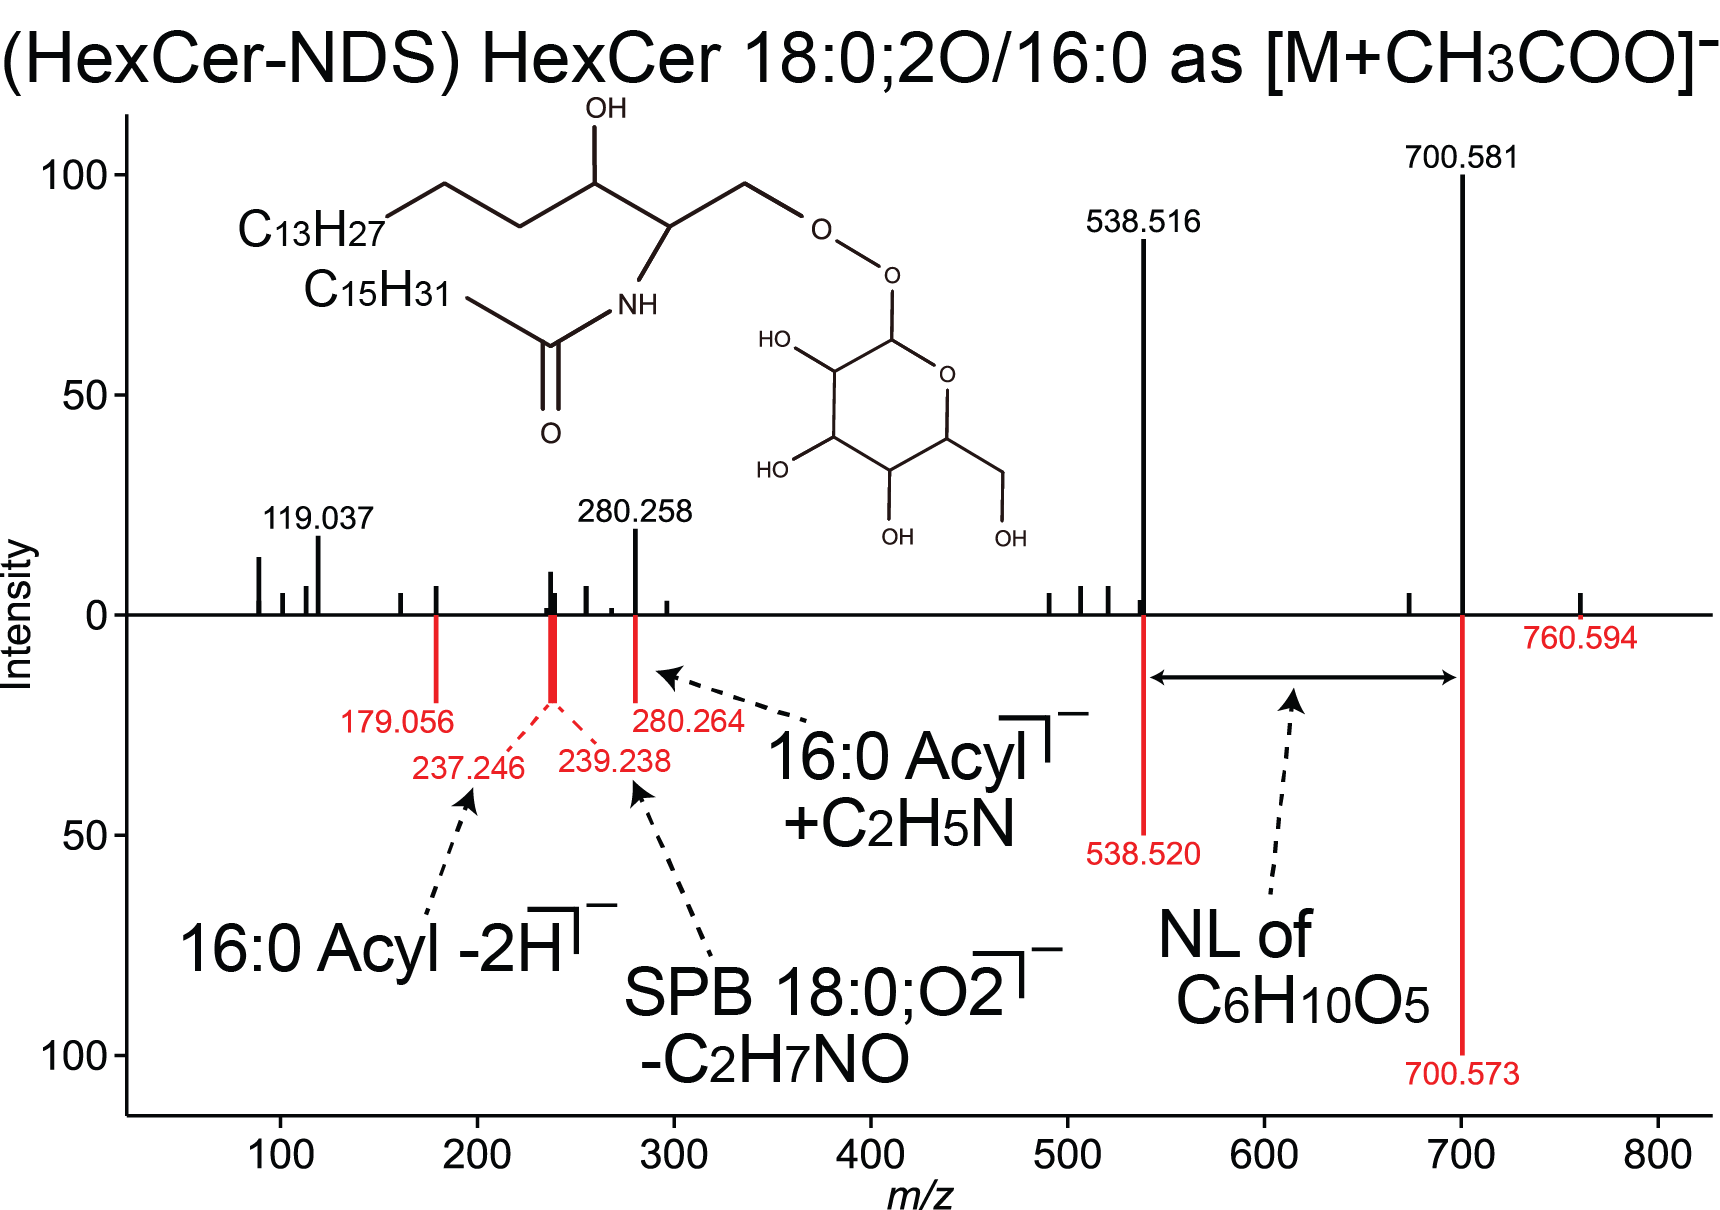 (HexCer-NDS) HexCer 18:0;2O/16:0 as [M+CH3COO]-
OH
C13H27
C15H31
NH
O
O
O
O
HO
HO
OH
OH
Intensity
100
50
0
50
100
119.037
280.258
538.516
700.581
179.056
237.246
239.238
280.264
538.520
700.573
760.594
16:0 Acyl -
+C2H5N
16:0 Acyl -2H -
SPB 18:0;O2 -
-C2H7NO
NL of
C6H10O5
100 200 300 400 500 600 700 800
m/z